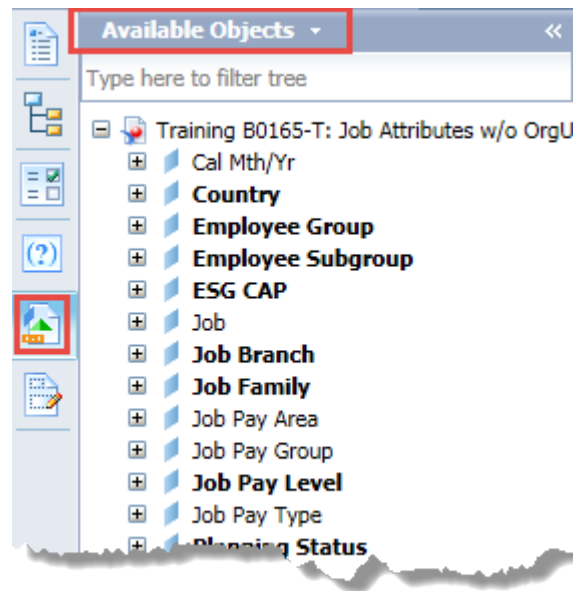 Available Objects
Type here to filter tree
Training B0165-T: Job Attributes w/o OrgU
Cal Mth/Yr
Country
Employee Group
Employee Subgroup
ESG CAP
Job
Job Branch
Job Family
Job Pay Area
Job Pay Group
Job Pay Level
Job Pay Type
Planning Status